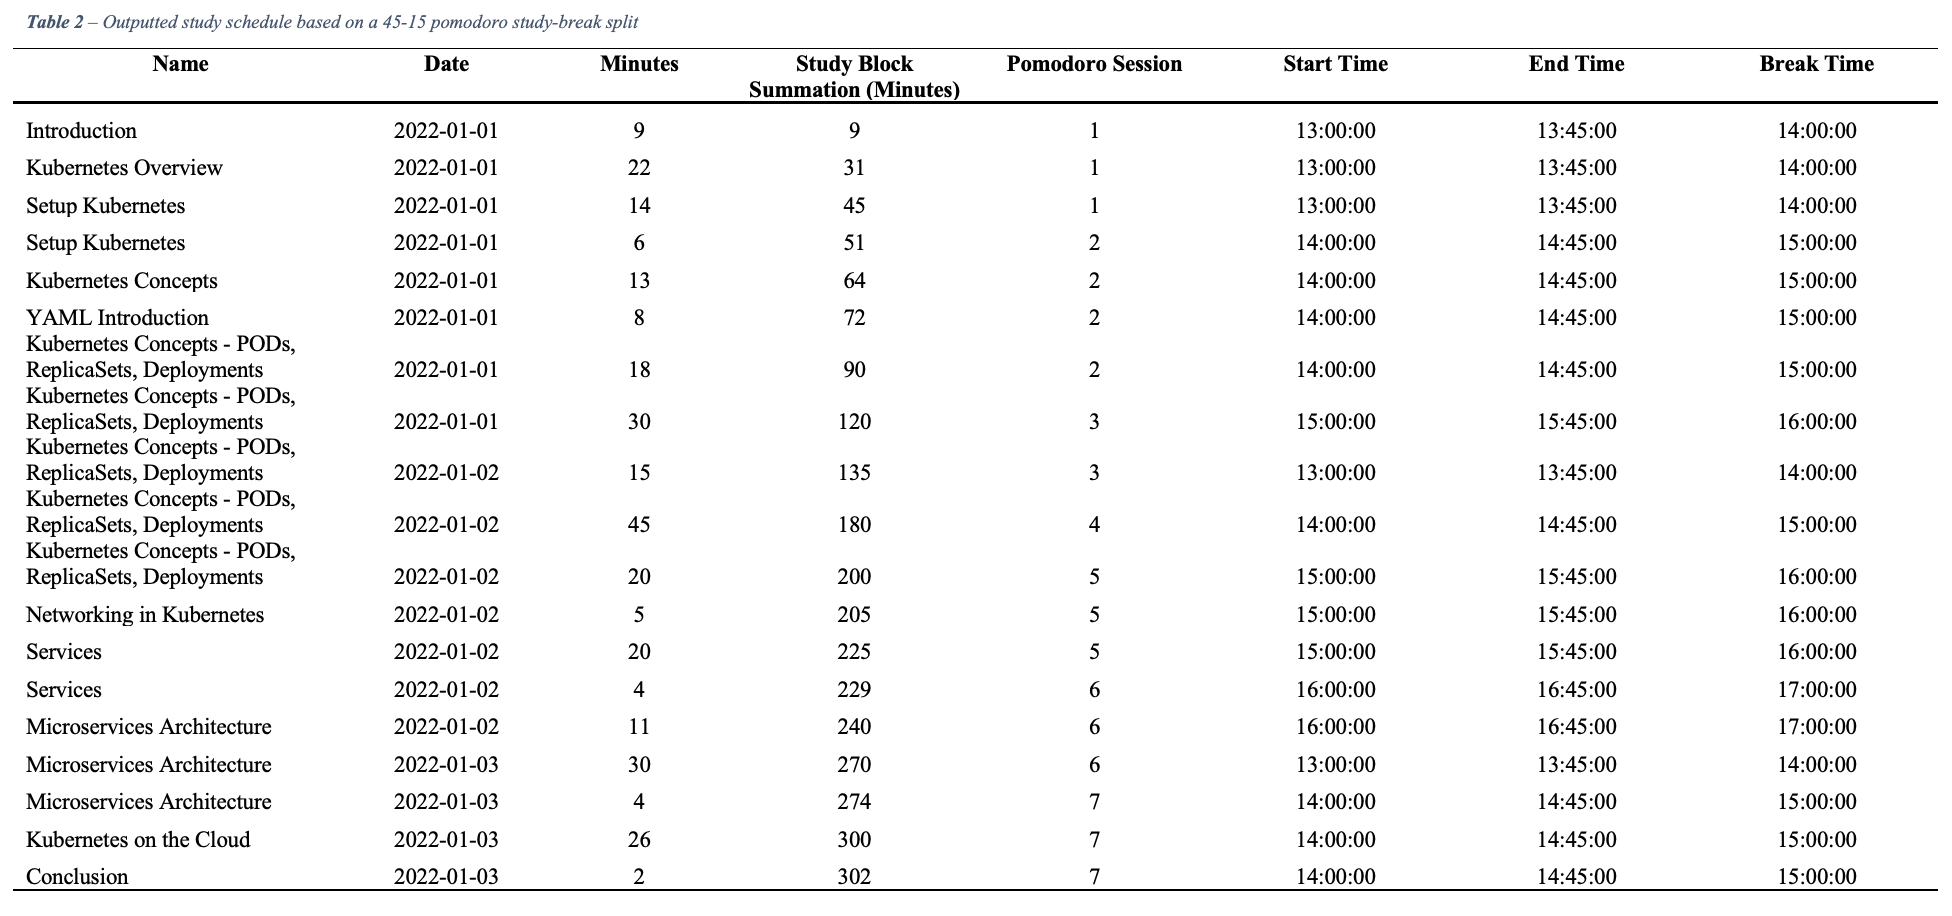 Table 2 – Outputted study schedule based on a 45-15 pomodoro study-break split
Name Date Minutes Study Block Pomodoro Session Start Time End Time Break Time
Summation (Minutes)
Introduction 2022-01-01 9 9 1 13:00:00 13:45:00 14:00:00
Kubernetes Overview 2022-01-01 22 31 1 13:00:00 13:45:00 14:00:00
Setup Kubernetes 2022-01-01 14 45 1 13:00:00 13:45:00 14:00:00
Setup Kubernetes 2022-01-01 6 51 2 14:00:00 14:45:00 15:00:00
Kubernetes Concepts 2022-01-01 13 64 2 14:00:00 14:45:00 15:00:00
YAML Introduction 2022-01-01 8 72 2 14:00:00 14:45:00 15:00:00
Kubernetes Concepts - PODs,
ReplicaSets, Deployments 2022-01-01 18 90 2 14:00:00 14:45:00 15:00:00
Kubernetes Concepts - PODs,
ReplicaSets, Deployments 2022-01-01 30 120 3 15:00:00 15:45:00 16:00:00
Kubernetes Concepts - PODs,
ReplicaSets, Deployments 2022-01-02 15 135 3 13:00:00 13:45:00 14:00:00
Kubernetes Concepts - PODs,
ReplicaSets, Deployments 2022-01-02 45 180 4 14:00:00 14:45:00 15:00:00
Kubernetes Concepts - PODs,
ReplicaSets, Deployments 2022-01-02 20 200 5 15:00:00 15:45:00 16:00:00
Networking in Kubernetes 2022-01-02 5 205 5 15:00:00 15:45:00 16:00:00
Services 2022-01-02 20 225 5 15:00:00 15:45:00 16:00:00
Services 2022-01-02 4 229 6 16:00:00 16:45:00 17:00:00
Microservices Architecture 2022-01-02 11 240 6 16:00:00 16:45:00 17:00:00
Microservices Architecture 2022-01-03 30 270 6 13:00:00 13:45:00 14:00:00
Microservices Architecture 2022-01-03 4 274 7 14:00:00 14:45:00 15:00:00
Kubernetes on the Cloud 2022-01-03 26 300 7 14:00:00 14:45:00 15:00:00
Conclusion 2022-01-03 2 302 7 14:00:00 14:45:00 15:00:00